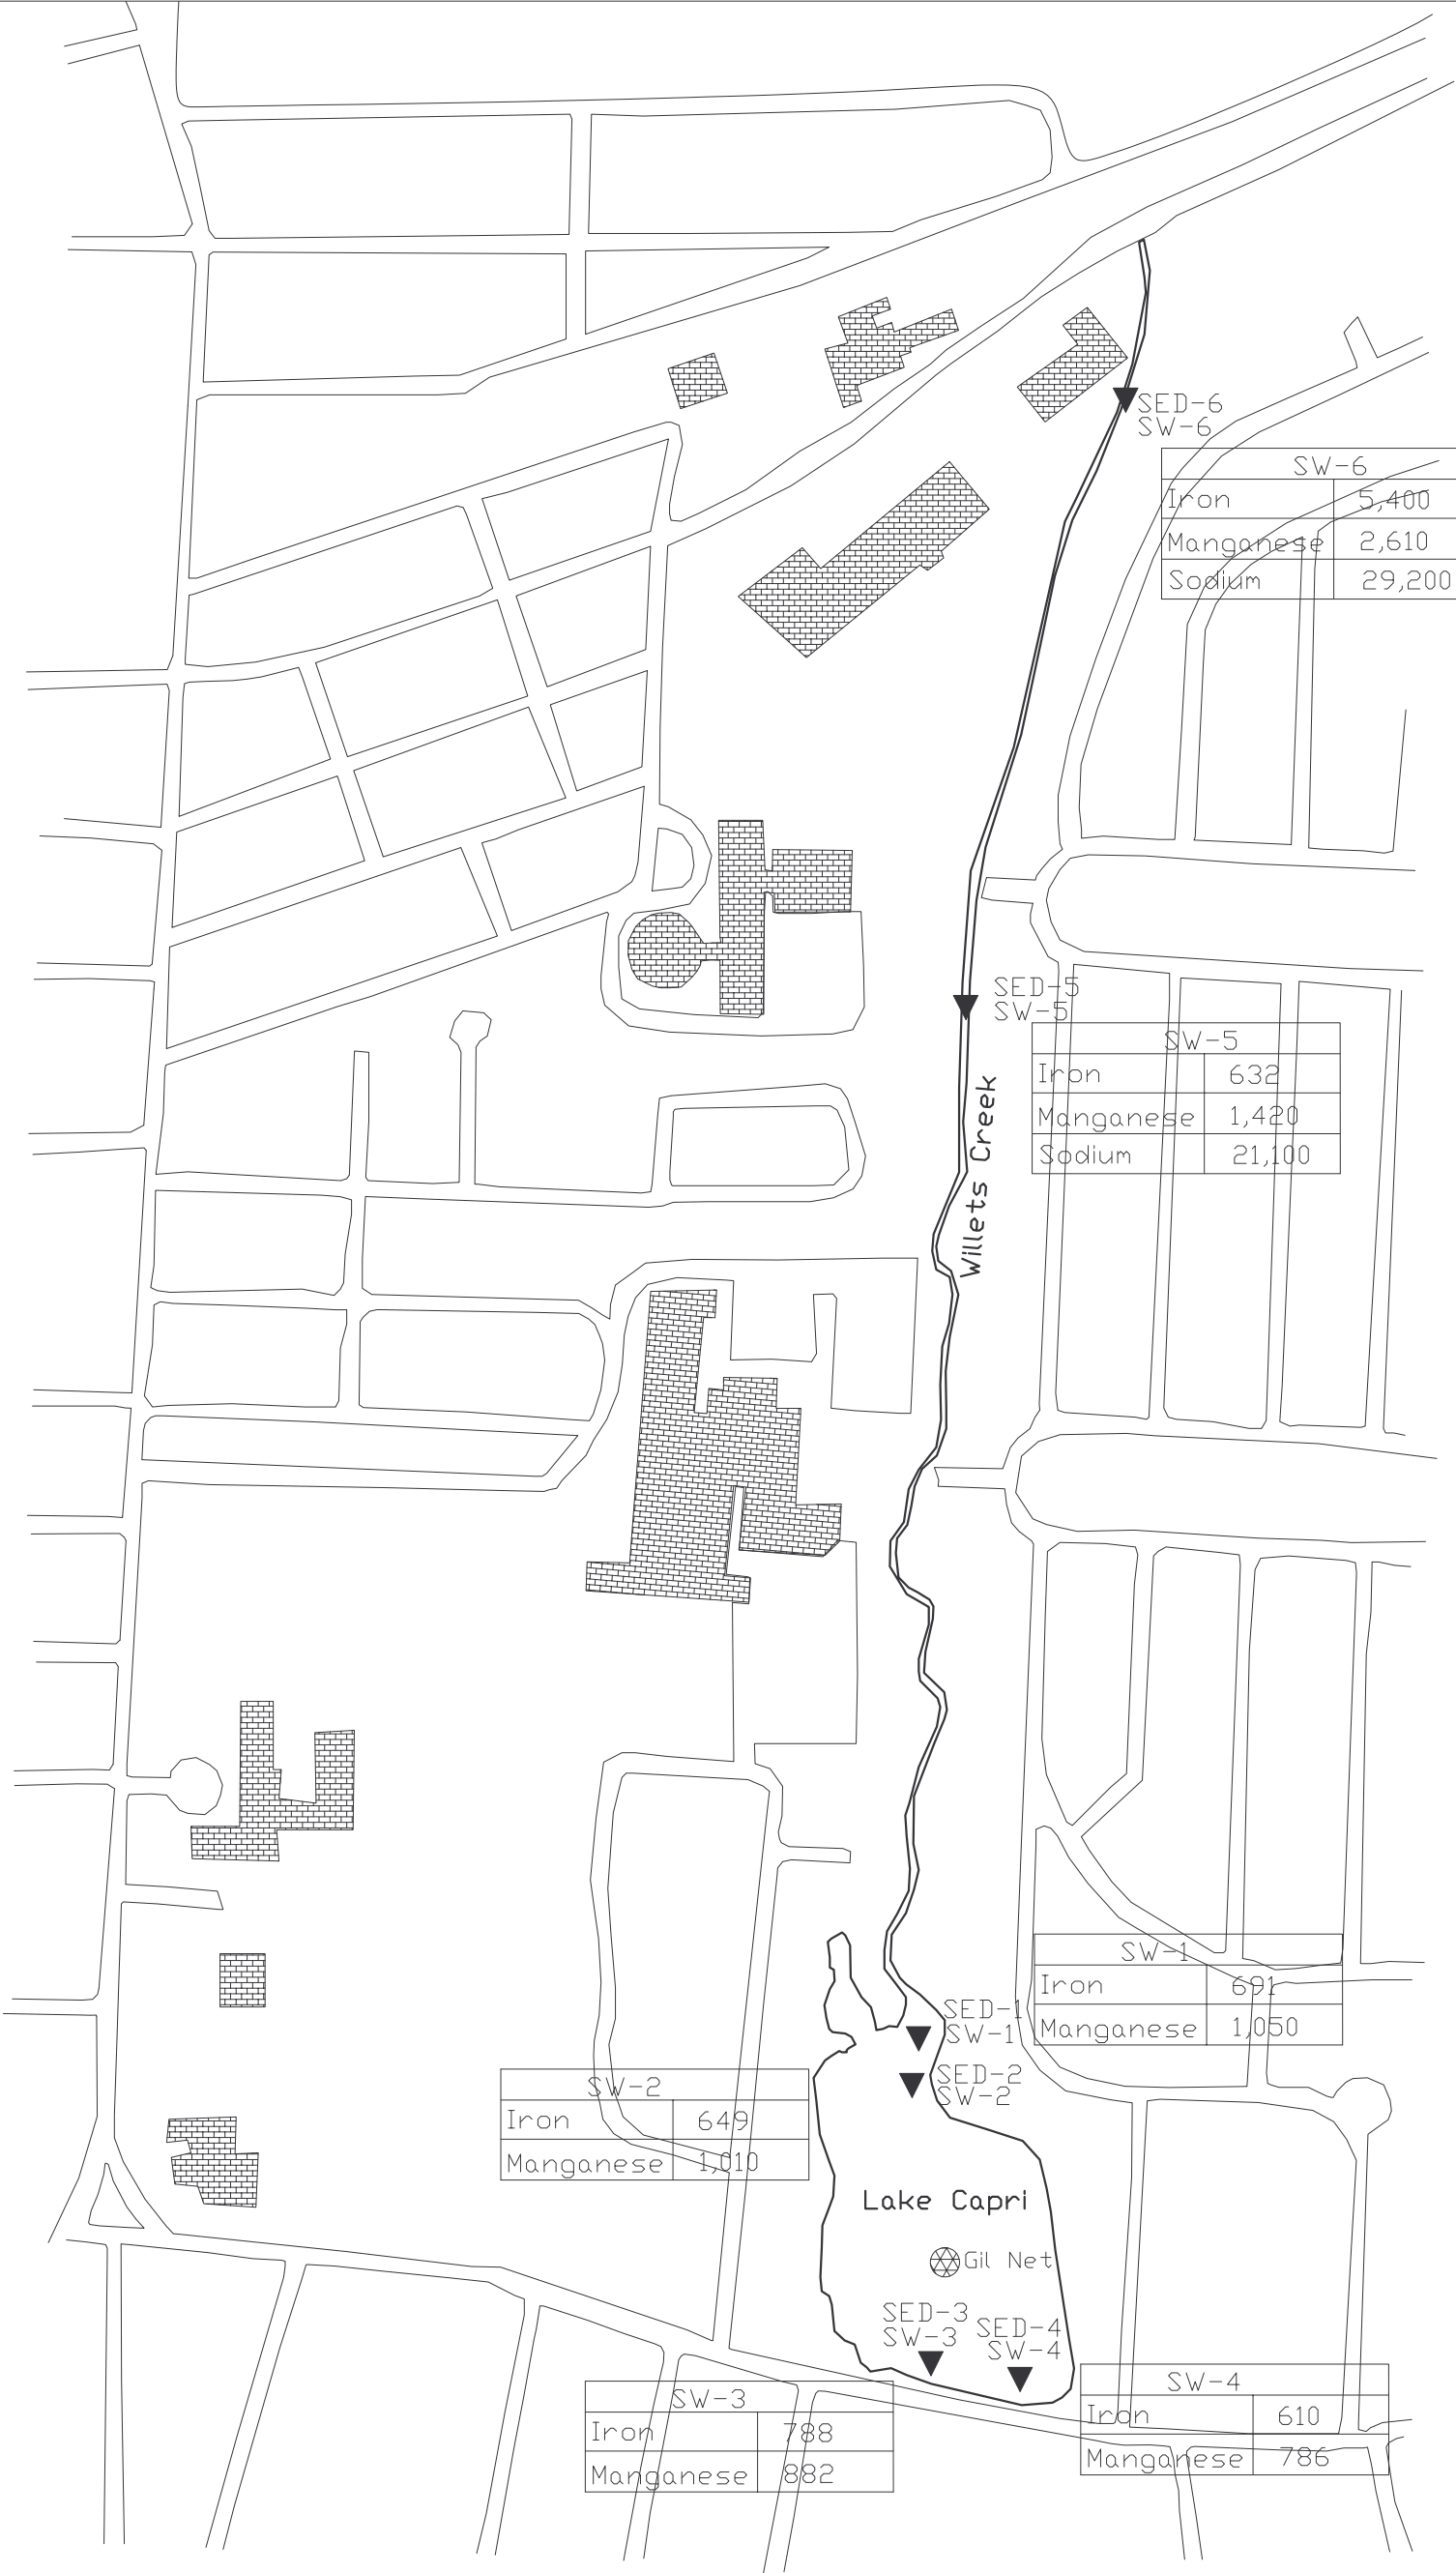 SED-6
SW-6
SW-6
Iron 5,400
Manganese 2,610
Sodium 29,200
SED-5
SW-5
SW-5
Iron 632
Manganese 1,420
Sodium 21,100
Willets Creek
SW-1
Iron 691
Manganese 1,050
SED-1
SW-1
SED-2
SW-2
SW-2
Iron 649
Manganese 1,010
Lake Capri
Gil Net
SED-3
SW-3
SED-4
SW-4
SW-4
Iron 610
Manganese 786
SW-3
Iron 788
Manganese 882